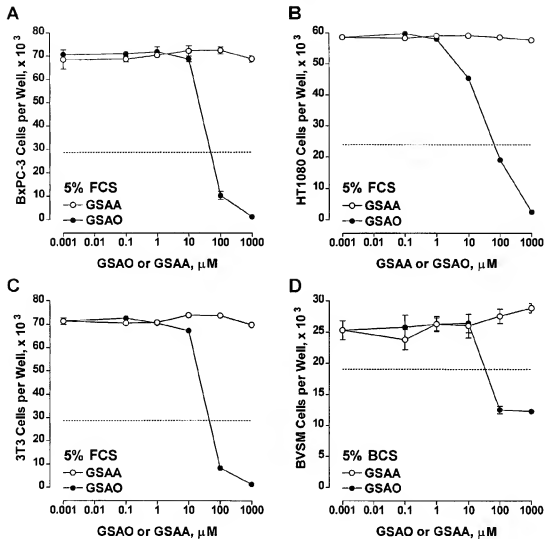 A
BxPC-3 Cells per Well, x 10³
80
70
60
50
40
30
20
10
0
5% FCS
GSAA
GSAO
0.001 0.01 0.1 1 10 100 1000
GSAO or GSAA, µM
B
HT1080 Cells per Well, x 10³
60
50
40
30
20
10
0
5% FCS
GSAA
GSAO
0.001 0.01 0.1 1 10 100 1000
GSAA or GSAO, µM
C
3T3 Cells per Well, x 10³
80
70
60
50
40
30
20
10
0
5% FCS
GSAA
GSAO
0.001 0.01 0.1 1 10 100 1000
GSAO or GSAA, µM
D
BVSM Cells per Well, x 10³
30
25
20
15
10
5
0
5% BCS
GSAA
GSAO
0.001 0.01 0.1 1 10 100 1000
GSAO or GSAA, µM